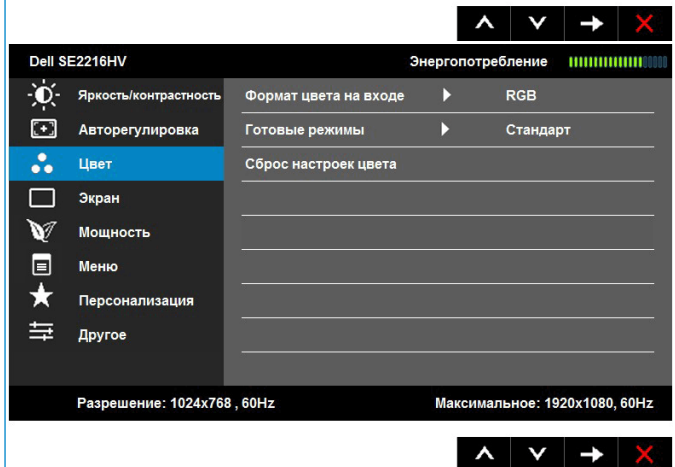 Dell SE2216HV Энергопотребление
Яркость/контрастность Формат цвета на входе RGB
Авторегулировка Готовые режимы Стандарт
Цвет Сброс настроек цвета
Экран
Мощность
Меню
Персонализация
Другое
Разрешение: 1024x768 , 60Hz Максимальное: 1920x1080, 60Hz